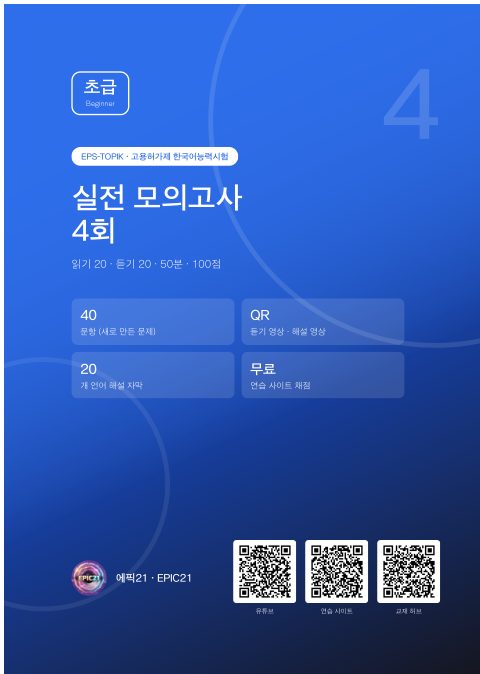 초급
Beginner
4
EPS-TOPIK · 고용허가제 한국어능력시험
실전 모의고사
4회
읽기 20 · 듣기 20 · 50분 · 100점
40
문항 (새로 만든 문제)
QR
듣기 영상 · 해설 영상
20
개 언어 해설 자막
무료
연습 사이트 채점
EPIC21
에픽21 · EPIC21
유튜브
연습 사이트
교재 허브